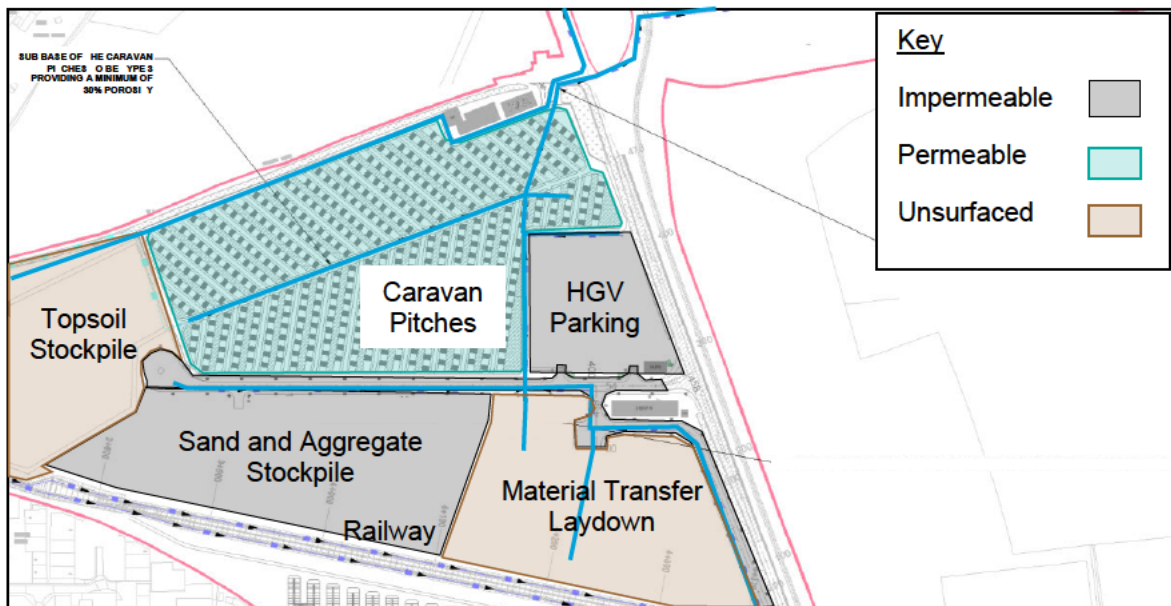 SUB BASE OF HE CARAVAN
PI CHES O BE YPE 3
PROVIDING A MINIMUM OF
30% POROSI Y
Key
Impermeable
Permeable
Unsurfaced
Caravan
Pitches
HGV
Parking
Topsoil
Stockpile
Sand and Aggregate
Stockpile
Material Transfer
Laydown
Railway